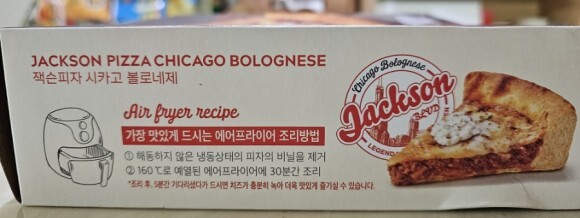 JACKSON PIZZA CHICAGO BOLOGNESE
잭슨피자 시카고 볼로네제
Air fryer recipe
가장 맛있게 드시는 에어프라이어 조리방법
① 해동하지 않은 냉동상태의 피자의 비닐을 제거
② 160℃로 예열된 에어프라이어에 30분간 조리
*조리 후, 5분간 기다리셨다가 드시면 치즈가 충분히 녹아 더욱 맛있게 즐기실 수 있습니다.
Chicago Bolognese
Jackson
LEGEND